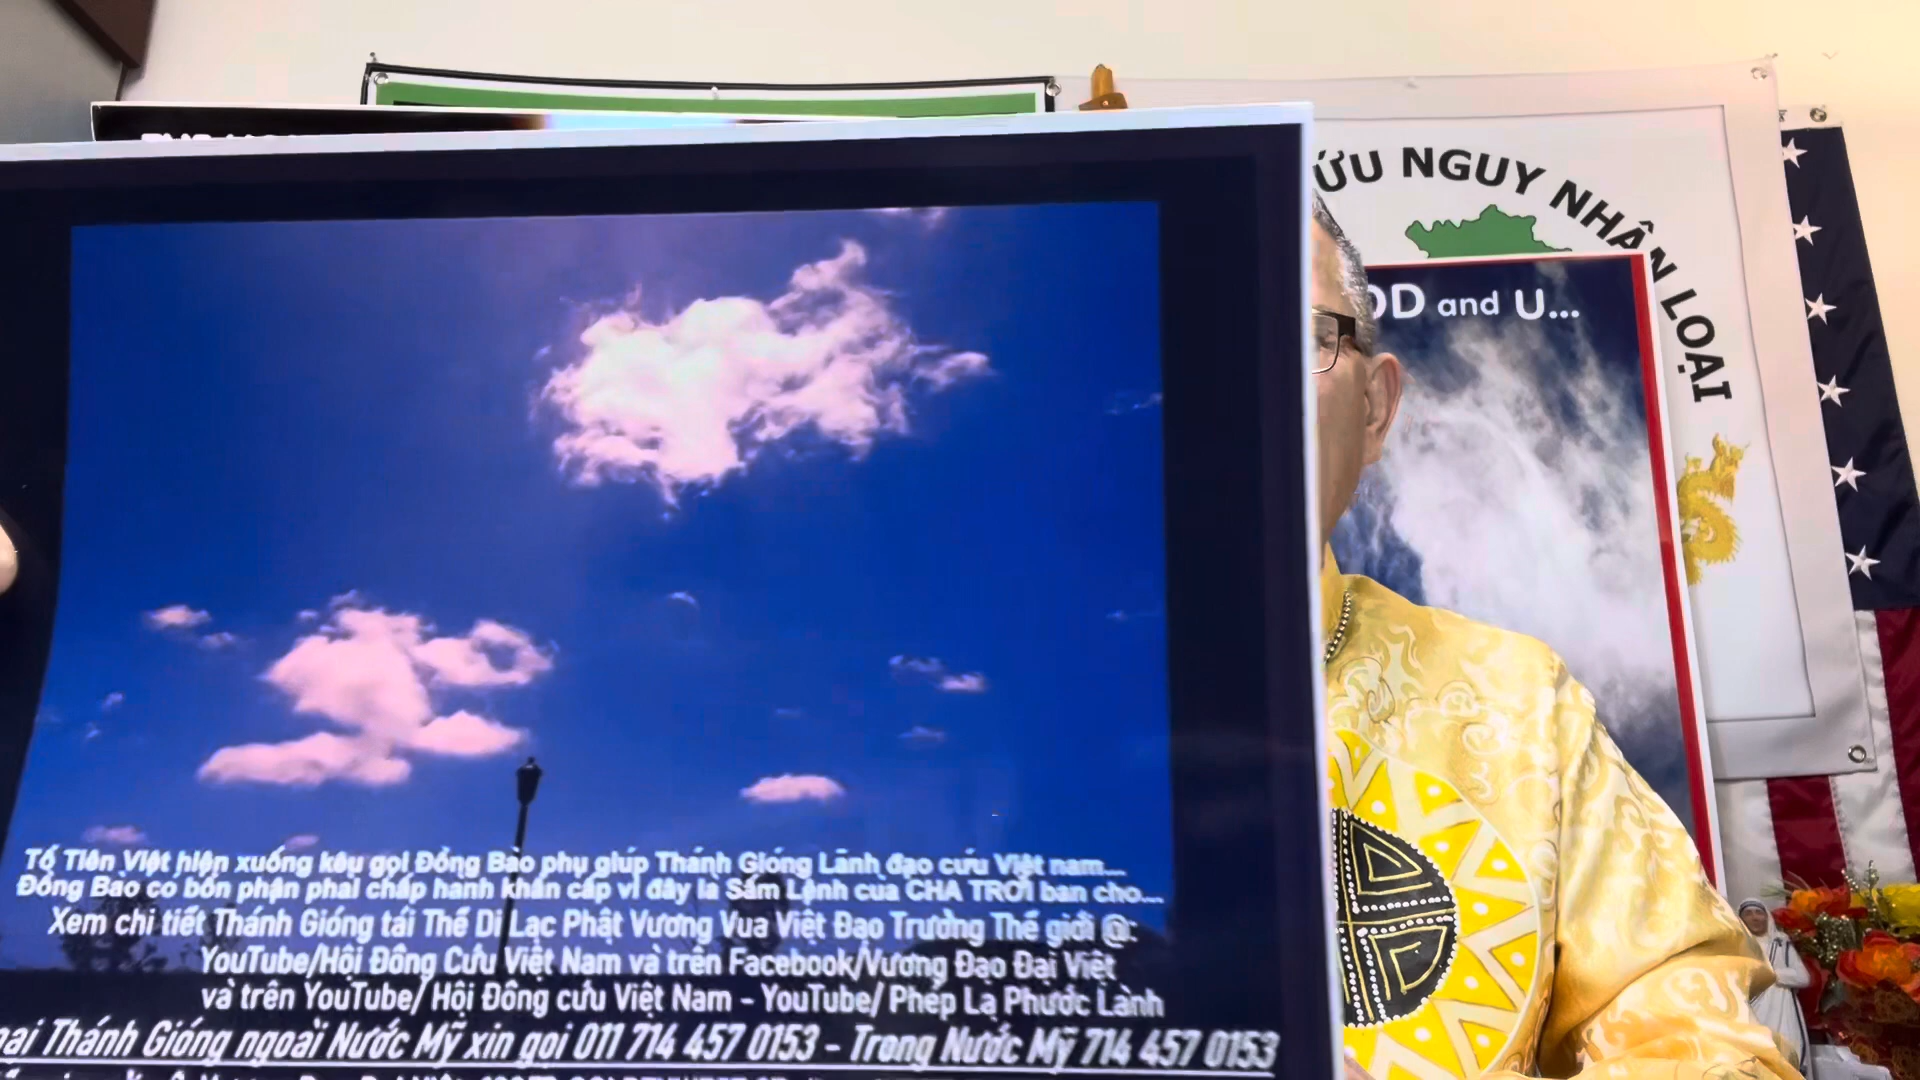 ỨU NGUY NHÂN LOẠI
OD and U...
Tổ Tiên Việt hiện xuống kêu gọi Đồng Bào phụ giúp Thánh Gióng Lãnh đạo cứu Việt nam...
Đồng Bào có bổn phận phải chấp hành khẩn cấp vì đây là Sấm Lệnh của CHA TRỜI ban cho...
Xem chi tiết Thánh Gióng tái Thế Di Lạc Phật Vương Vua Việt Đạo Trưởng Thế giới @:
YouTube/Hội Đồng Cứu Việt Nam và trên Facebook/Vương Đạo Đại Việt
và trên YouTube/ Hội Đồng cứu Việt Nam - YouTube/ Phép Lạ Phước Lành
Thánh Gióng ngoài Nước Mỹ xin gọi 011 714 457 0153 - Trong Nước Mỹ 714 457 0153